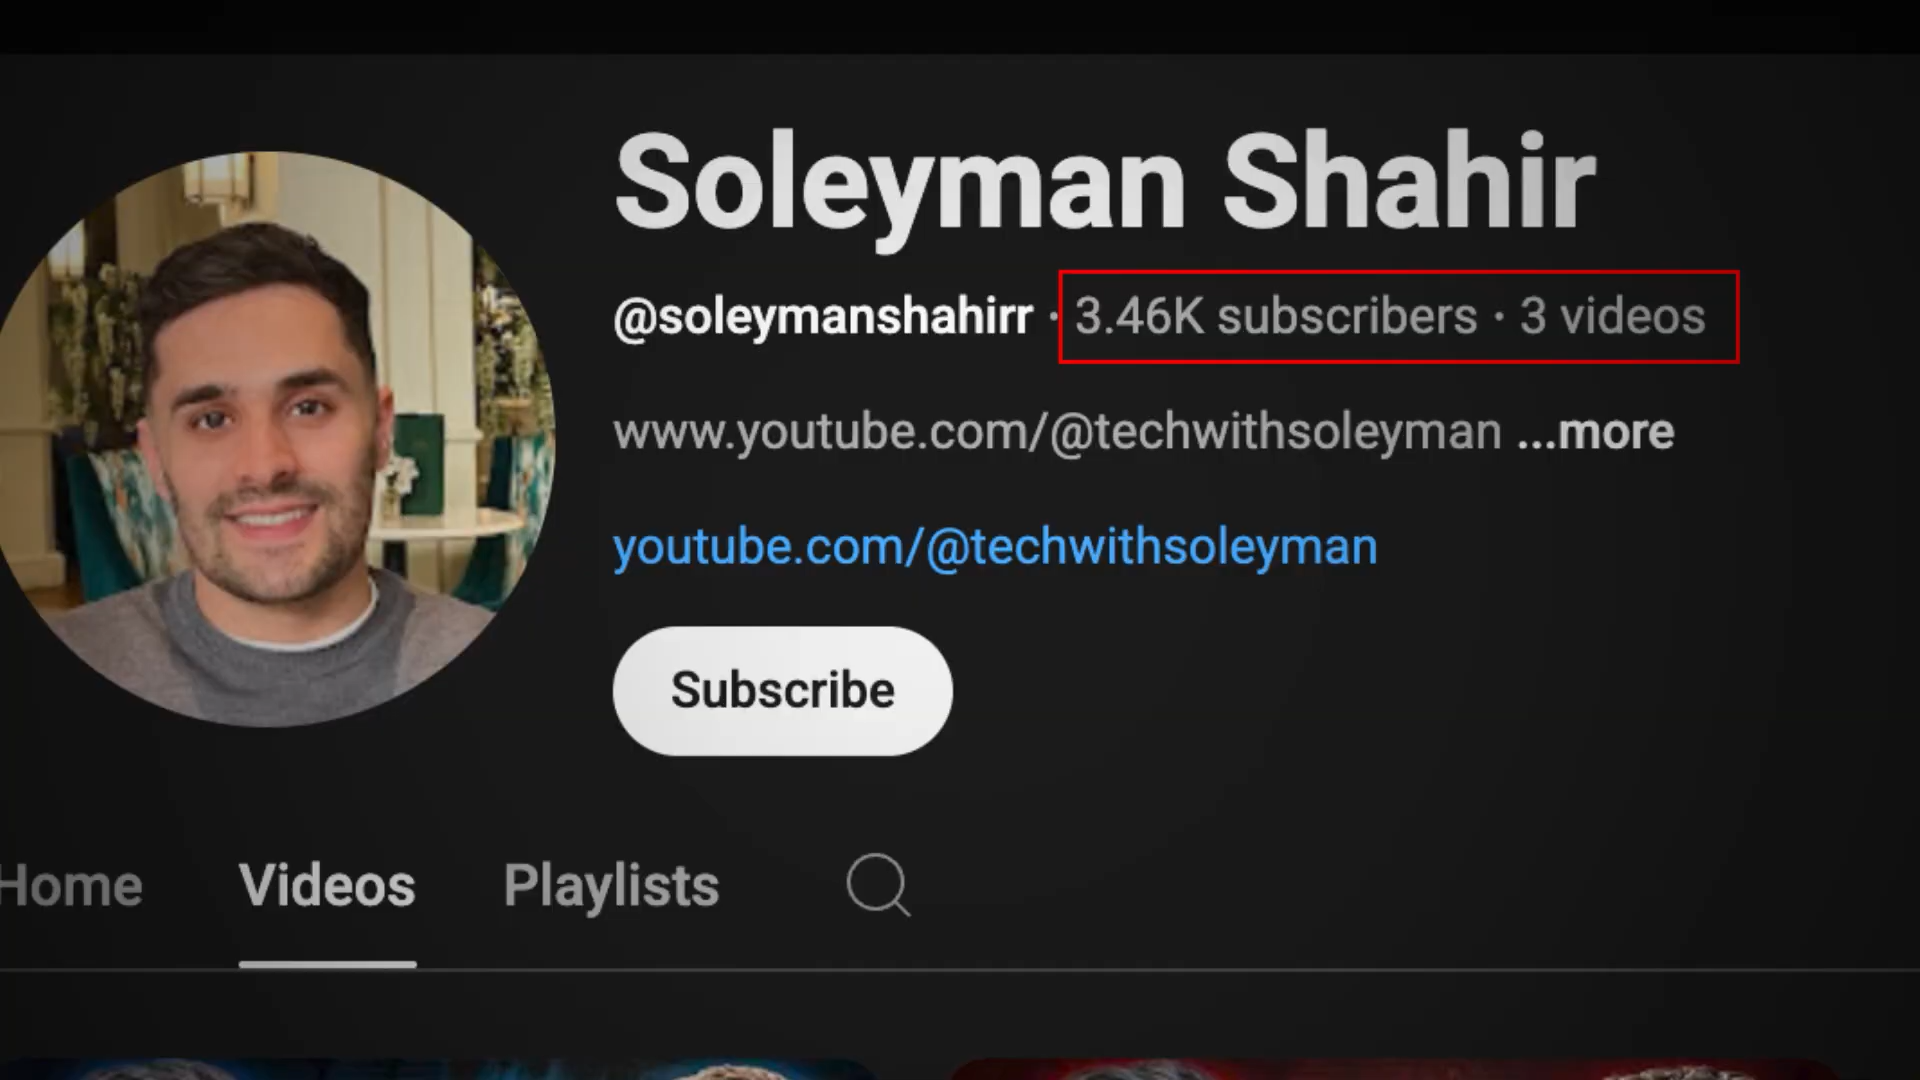 Soleyman Shahir
@soleymanshahirr · 3.46K subscribers · 3 videos
www.youtube.com/@techwithsoleyman ...more
youtube.com/@techwithsoleyman
Subscribe
Home Videos Playlists